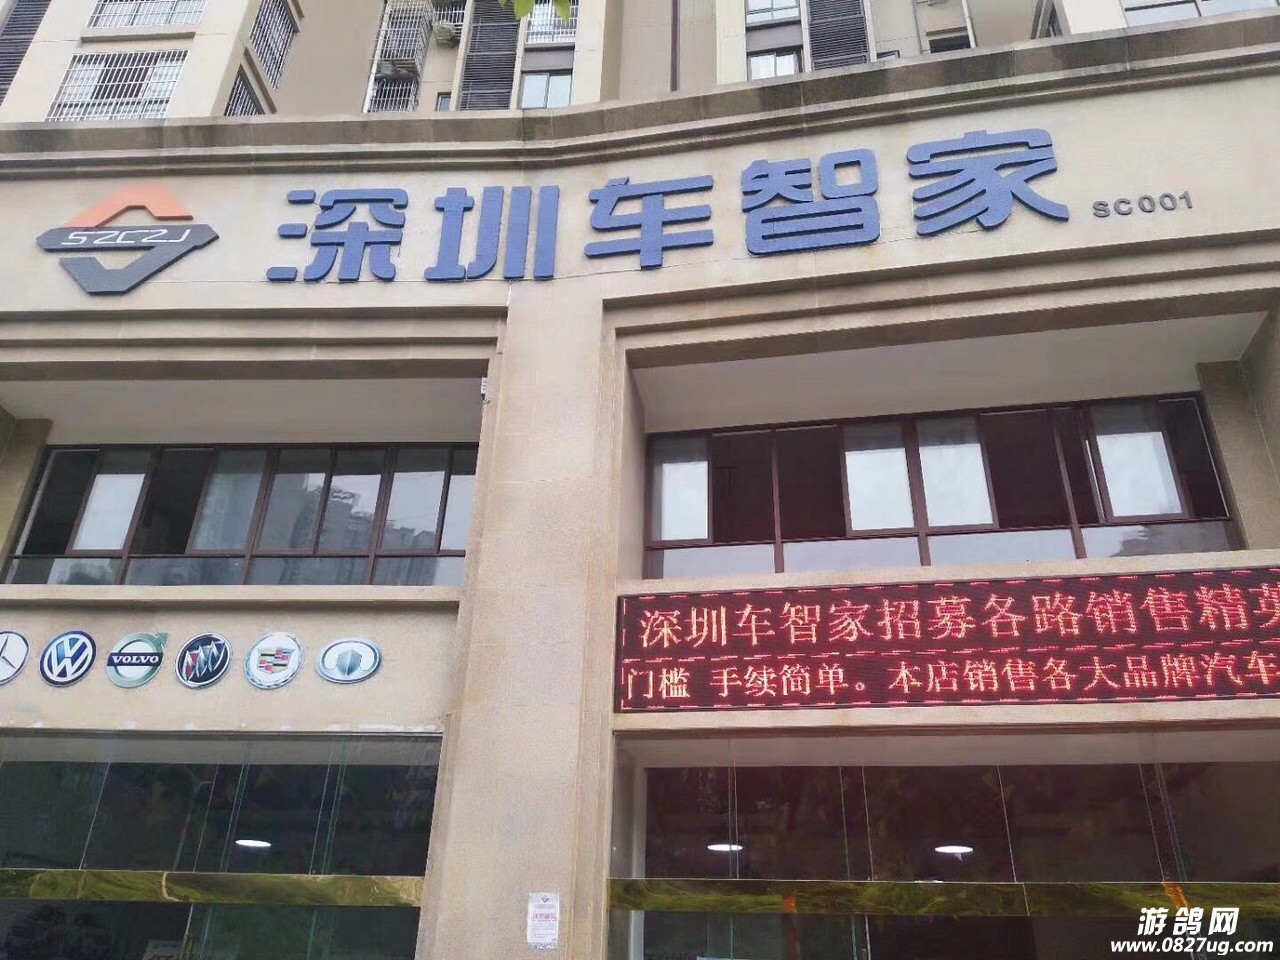 SZCZJ
深圳车智家 SC001
VOLVO
深圳车智家招募各路销售精英
门槛 手续简单。本店销售各大品牌汽车
游鸽网
www.0827ug.com